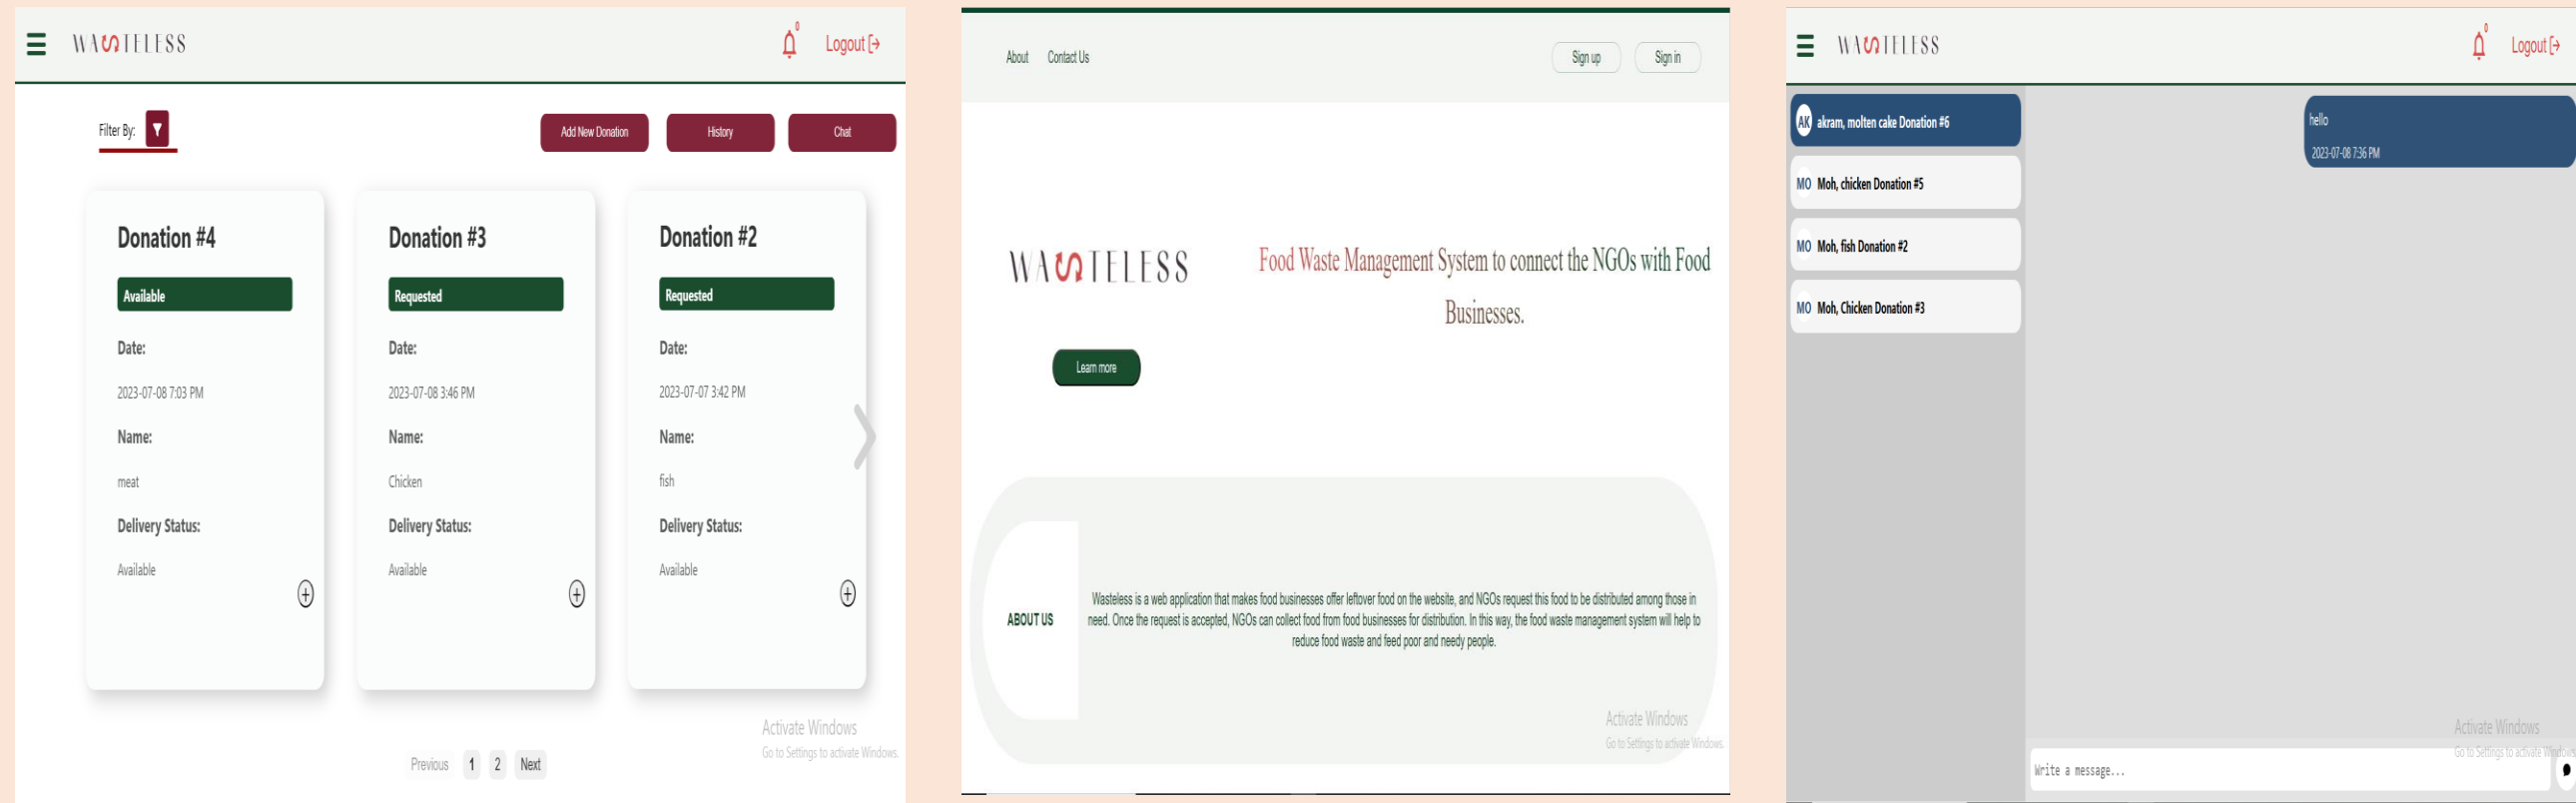 WASTELESS
0
Logout
Filter By:
Add New Donation
History
Chat
Donation #4
Available
Date:
2023-07-08 7:03 PM
Name:
meat
Delivery Status:
Available
Donation #3
Requested
Date:
2023-07-08 3:46 PM
Name:
Chicken
Delivery Status:
Available
Donation #2
Requested
Date:
2023-07-07 3:42 PM
Name:
fish
Delivery Status:
Available
Activate Windows
Go to Settings to activate Windows.
Previous 1 2 Next
About Contact Us Sign up Sign in
WASTELESS
Food Waste Management System to connect the NGOs with Food
Businesses.
Learn more
ABOUT US
Wasteless is a web application that makes food businesses offer leftover food on the website, and NGOs request this food to be distributed among those in
need. Once the request is accepted, NGOs can collect food from food businesses for distribution. In this way, the food waste management system will help to
reduce food waste and feed poor and needy people.
Activate Windows
Go to Settings to activate Windows.
WASTELESS
0
Logout
AK akram, molten cake Donation #6
MO Moh, chicken Donation #5
MO Moh, fish Donation #2
MO Moh, Chicken Donation #3
hello
2023-07-08 7:36 PM
Activate Windows
Go to Settings to activate Windows
Write a message...